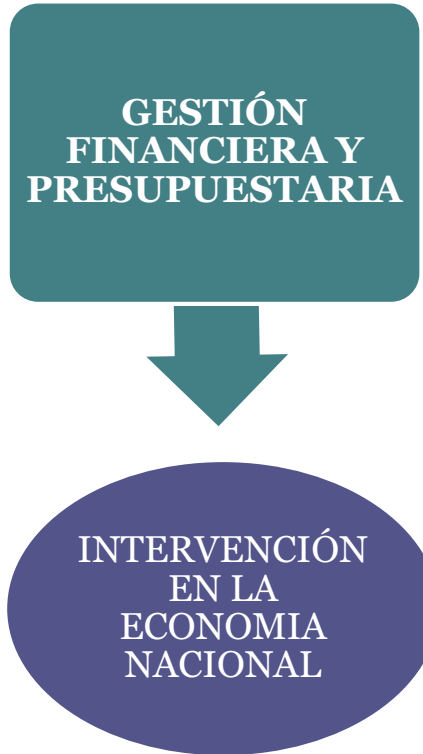 GESTIÓN
FINANCIERA Y
PRESUPUESTARIA
INTERVENCIÓN
EN LA
ECONOMIA
NACIONAL